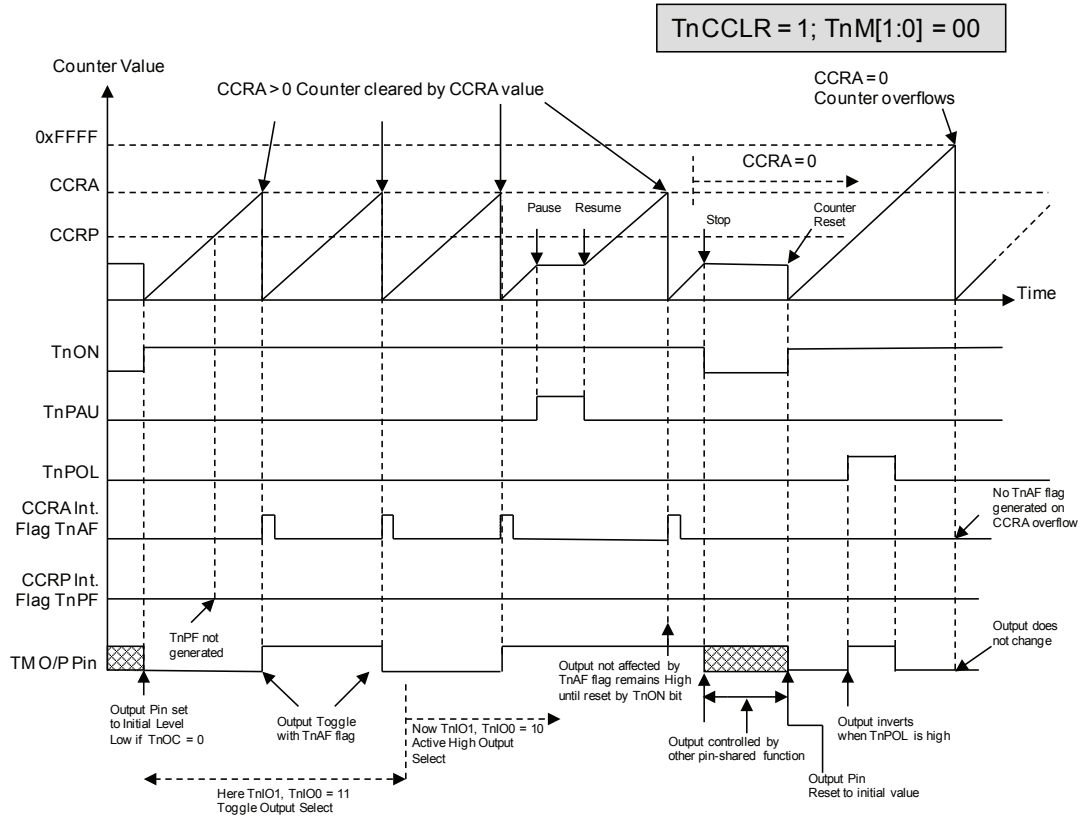 TnCCLR = 1; TnM[1:0] = 00
Counter Value
CCRA > 0 Counter cleared by CCRA value
CCRA = 0
Counter overflows
0xFFFF
CCRA = 0
CCRA
Pause
Resume
Stop
Counter
Reset
CCRP
Time
TnON
TnPAU
TnPOL
No TnAF flag
generated on
CCRA overflow
CCRA Int.
Flag TnAF
CCRP Int.
Flag TnPF
TnPF not
generated
Output does
not change
TM O/P Pin
Output not affected by
TnAF flag remains High
until reset by TnON bit
Output Pin set
to Initial Level
Low if TnOC = 0
Output Toggle
with TnAF flag
Now TnIO1, TnIO0 = 10
Active High Output
Select
Output controlled by
other pin-shared function
Output inverts
when TnPOL is high
Output Pin
Reset to initial value
Here TnIO1, TnIO0 = 11
Toggle Output Select